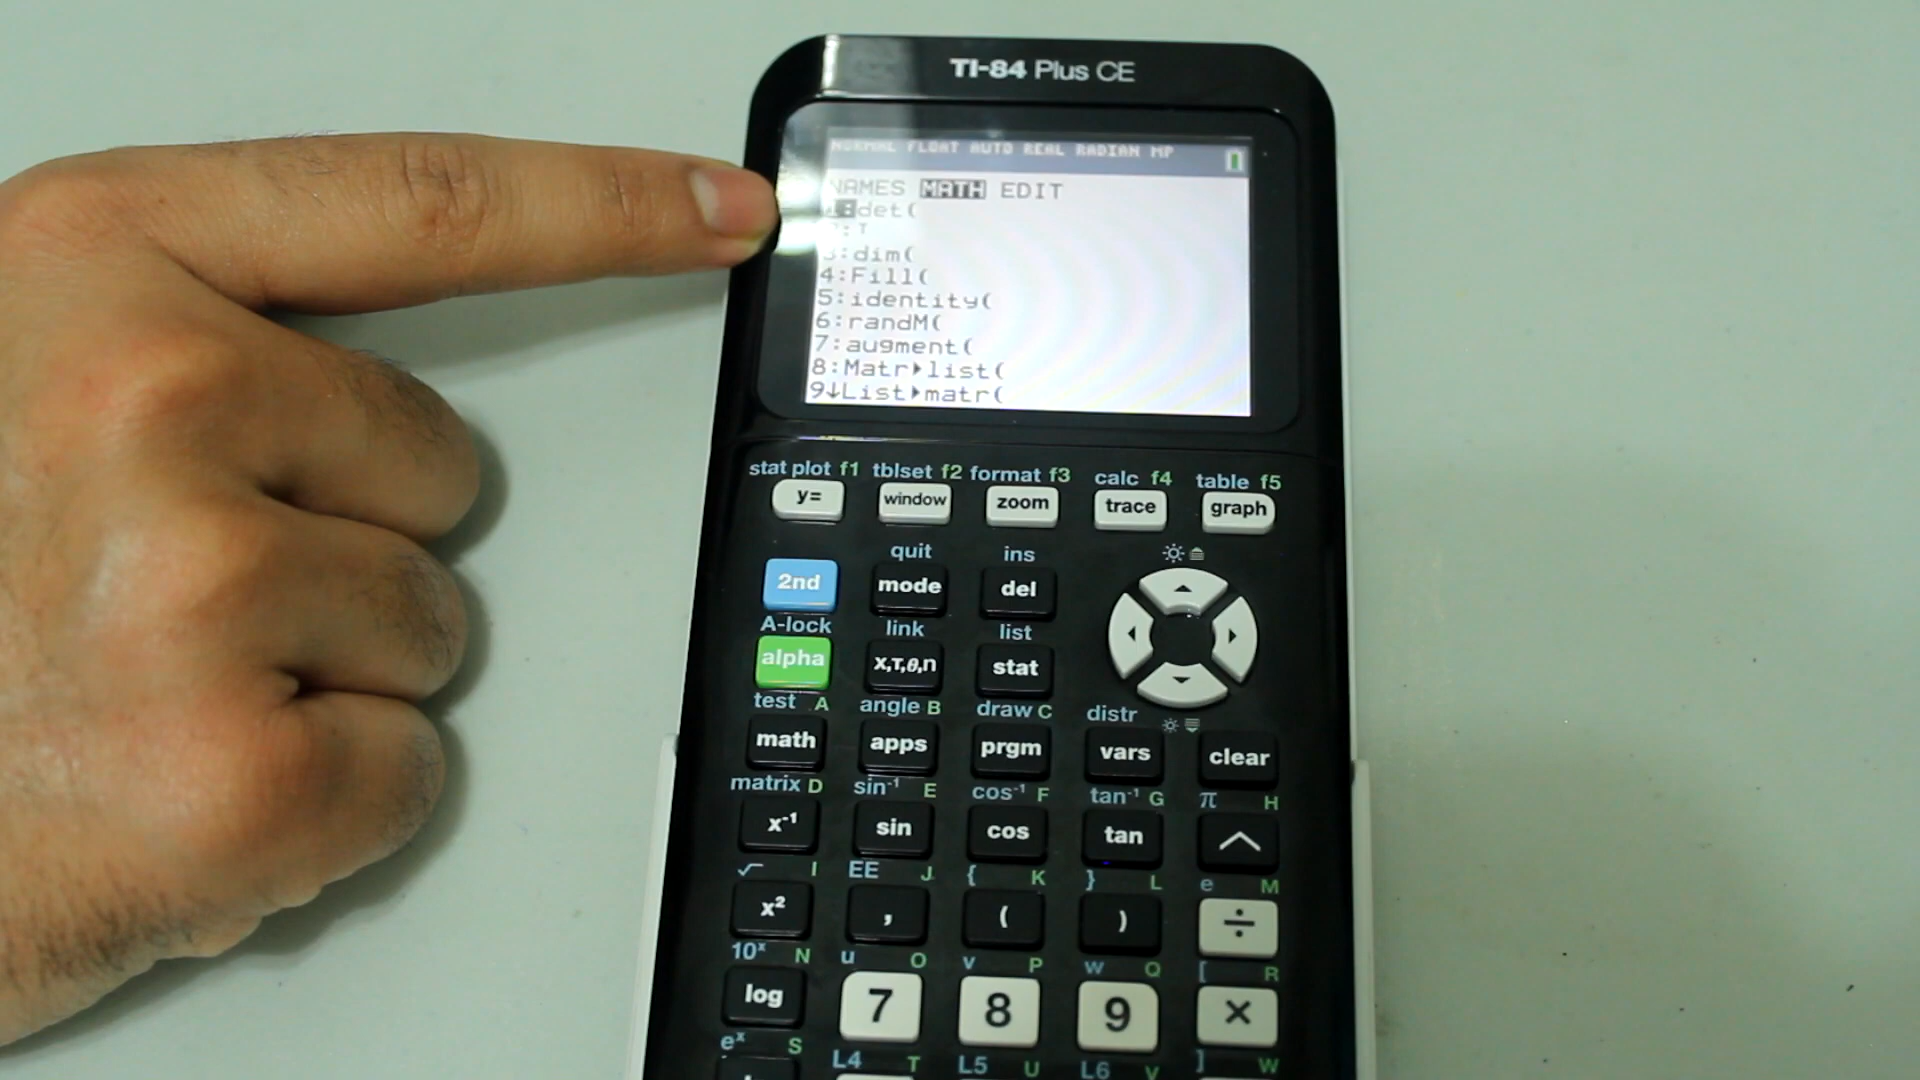 TI-84 Plus CE
NORMAL FLOAT AUTO REAL RADIAN MP
NAMES MATH EDIT
1:det(
2:T
3:dim(
4:Fill(
5:identity(
6:randM(
7:augment(
8:Matr▶list(
9↓List▶matr(
stat plot f1 tblset f2 format f3 calc f4 table f5
y= window zoom trace graph
quit ins
2nd mode del
A-lock link list
alpha X,T,θ,n stat
test A angle B draw C distr
math apps prgm vars clear
matrix D sin⁻¹ E cos⁻¹ F tan⁻¹ G π H
x⁻¹ sin cos tan ^
√ I EE J { K } L e M
x² , ( ) ÷
10ˣ N u O v P w Q [ R
log 7 8 9 ×
eˣ S L4 T L5 U L6 V ] W